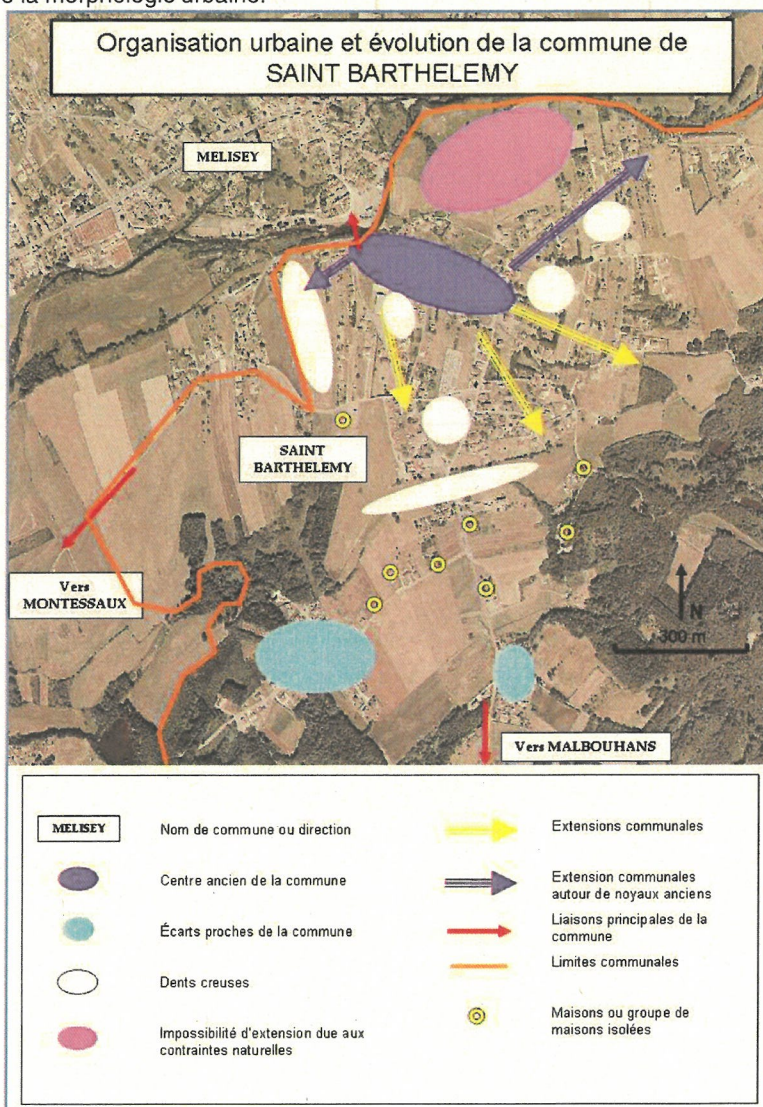 la morphologie urbaine.
Organisation urbaine et évolution de la commune de
SAINT BARTHELEMY
MELISEY
SAINT
BARTHELEMY
Vers
MONTESSAUX
N
300 m
Vers MALBOUHANS
MELISEY
Nom de commune ou direction
Centre ancien de la commune
Écarts proches de la commune
Dents creuses
Impossibilité d'extension due aux
contraintes naturelles
Extensions communales
Extension communales
autour de noyaux anciens
Liaisons principales de la
commune
Limites communales
Maisons ou groupe de
maisons isolées